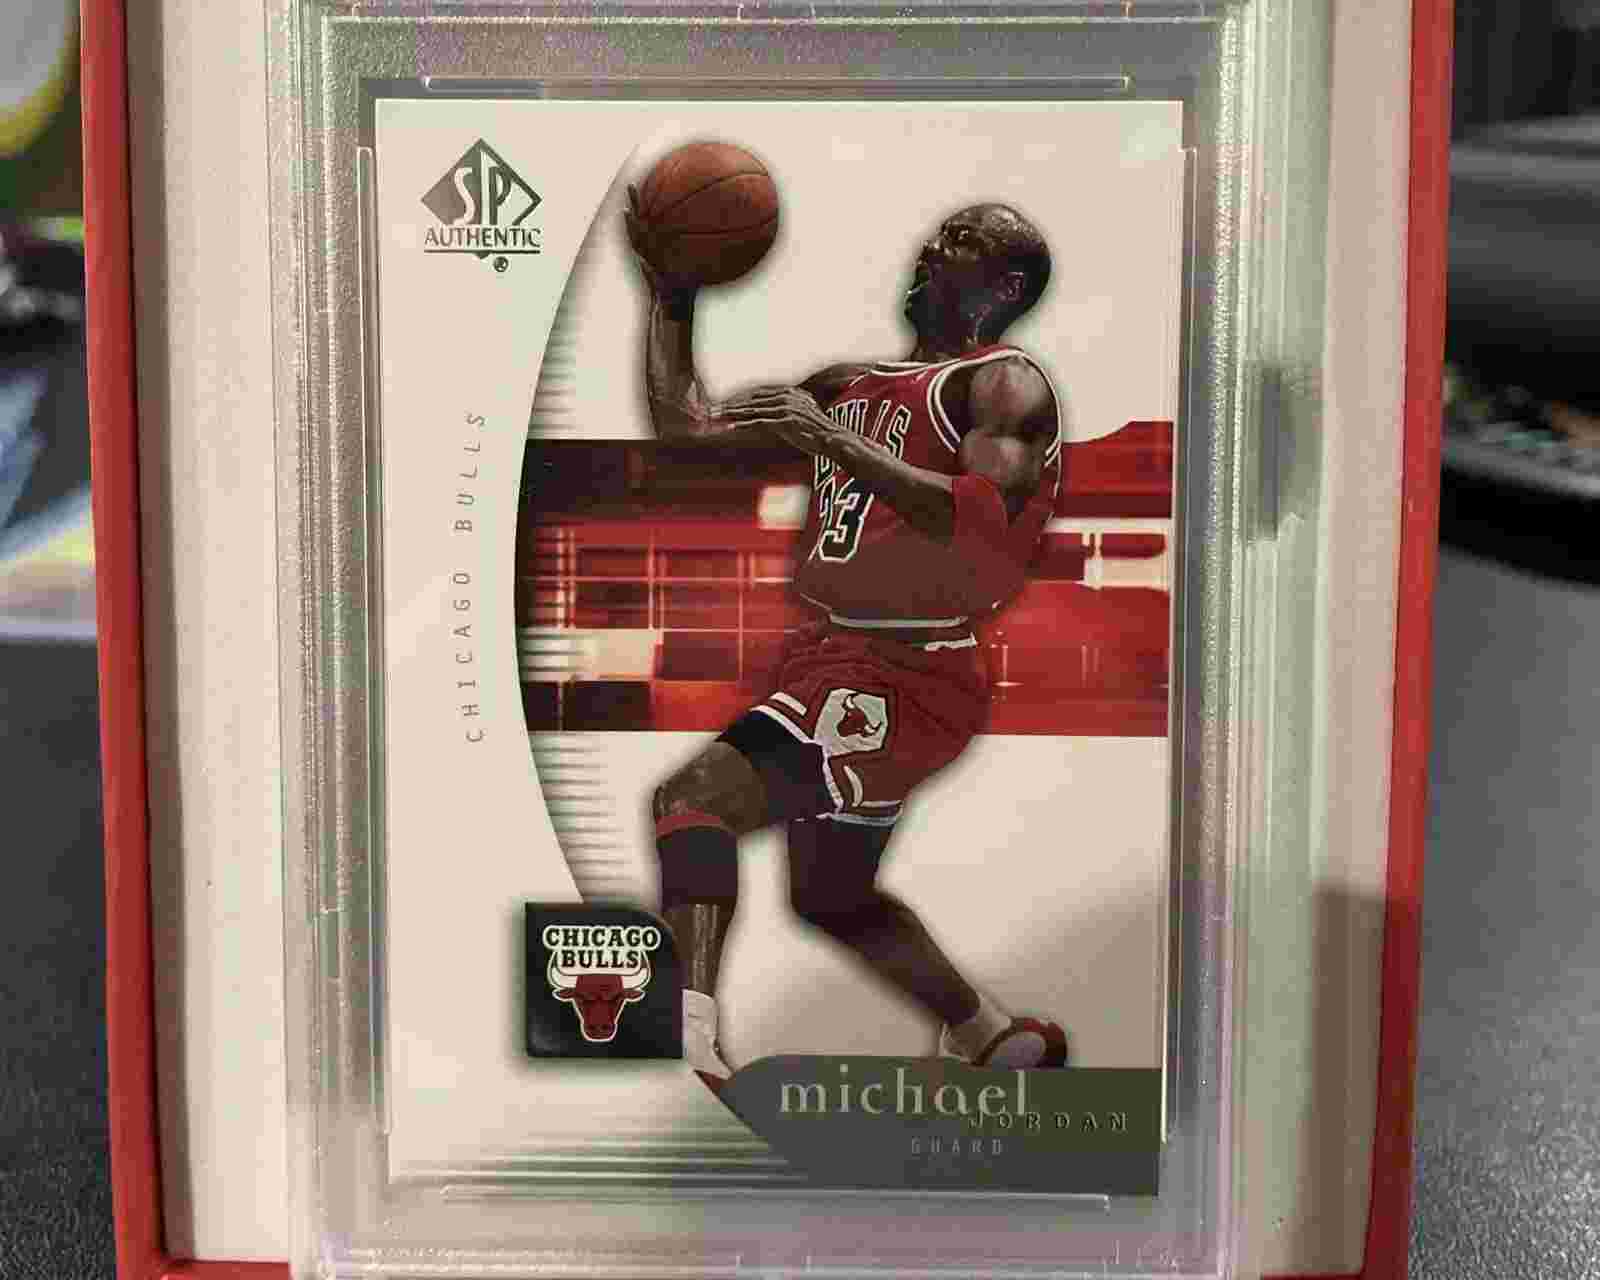 SP
AUTHENTIC
®
CHICAGO BULLS
BULLS
23
CHICAGO
BULLS
michael
JORDAN
GUARD